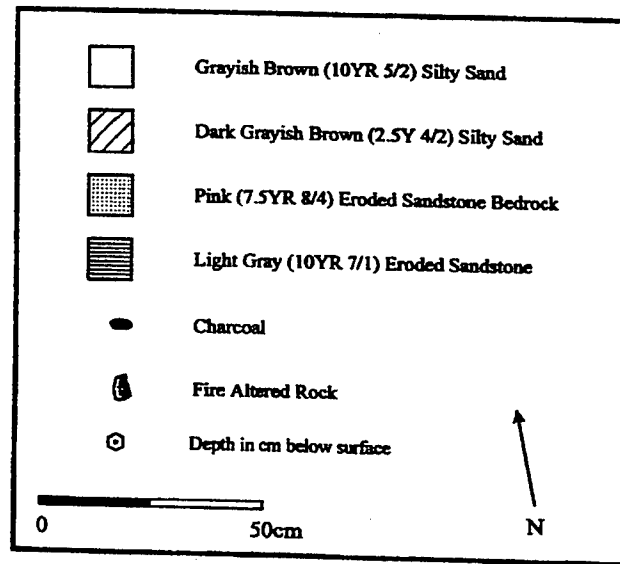 Grayish Brown (10YR 5/2) Silty Sand
Dark Grayish Brown (2.5Y 4/2) Silty Sand
Pink (7.5YR 8/4) Eroded Sandstone Bedrock
Light Gray (10YR 7/1) Eroded Sandstone
Charcoal
Fire Altered Rock
Depth in cm below surface
0 50cm N